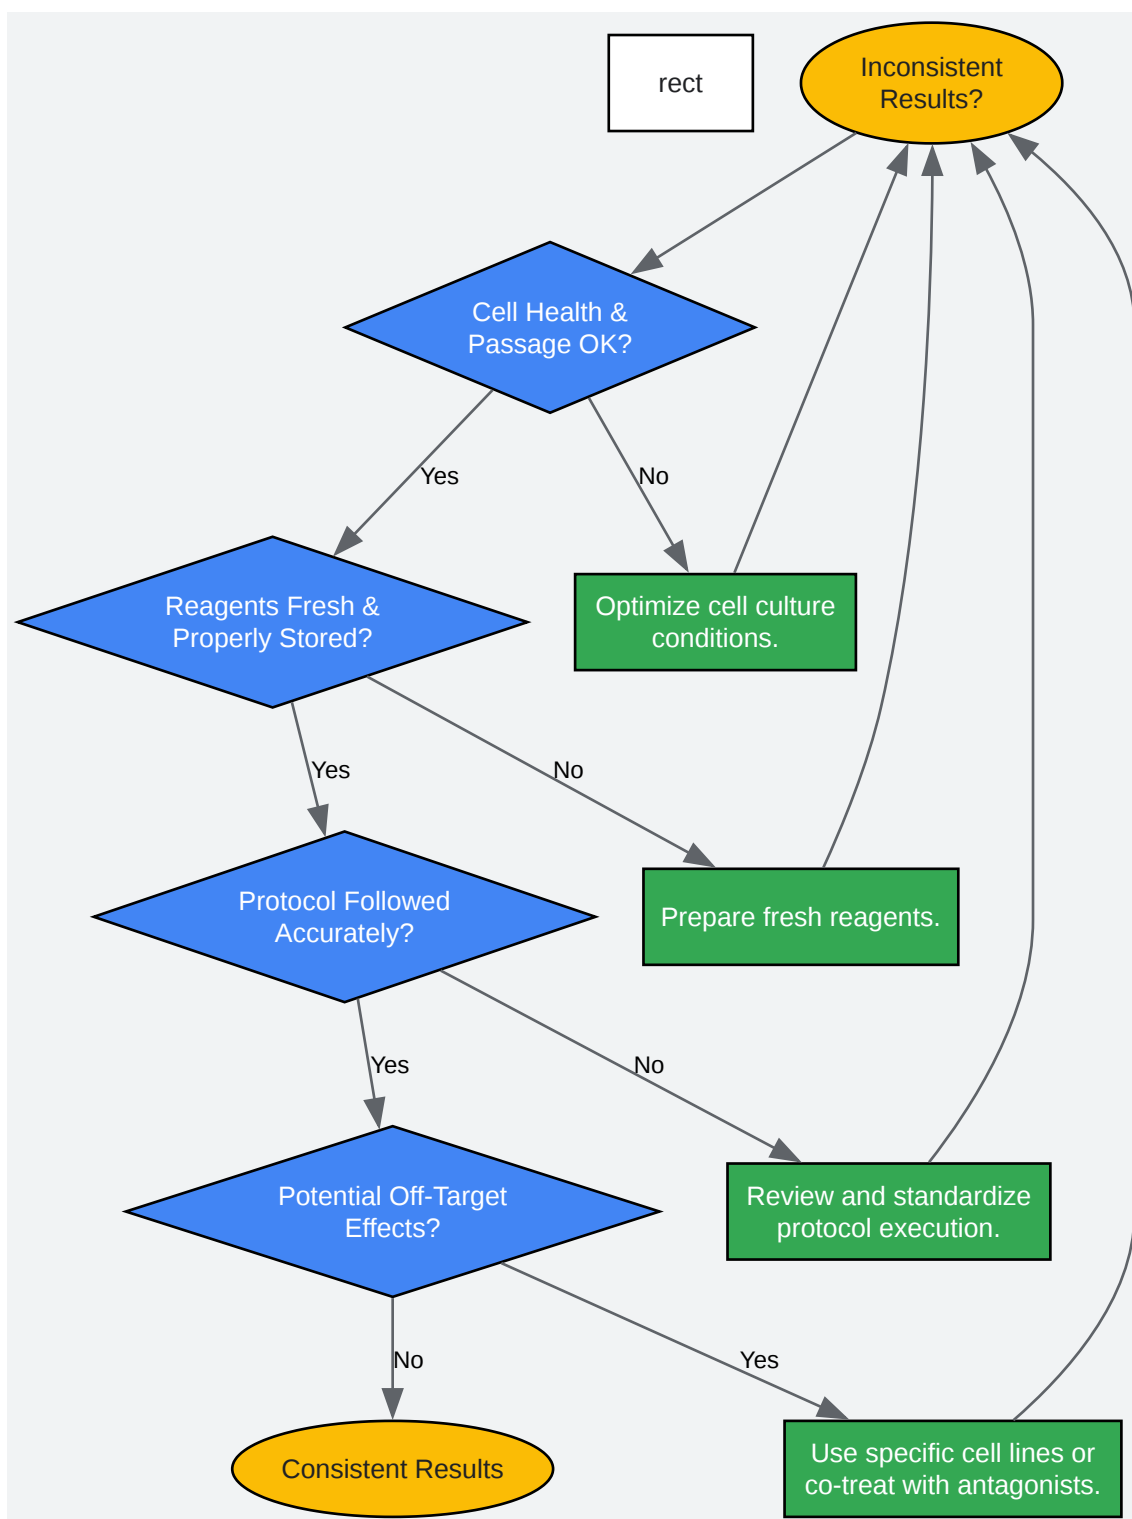 rect
Inconsistent
Results?
Cell Health &
Passage OK?
Yes
No
Reagents Fresh &
Properly Stored?
Optimize cell culture
conditions.
Yes
No
Protocol Followed
Accurately?
Prepare fresh reagents.
Yes
No
Potential Off-Target
Effects?
Review and standardize
protocol execution.
No
Yes
Consistent Results
Use specific cell lines or
co-treat with antagonists.